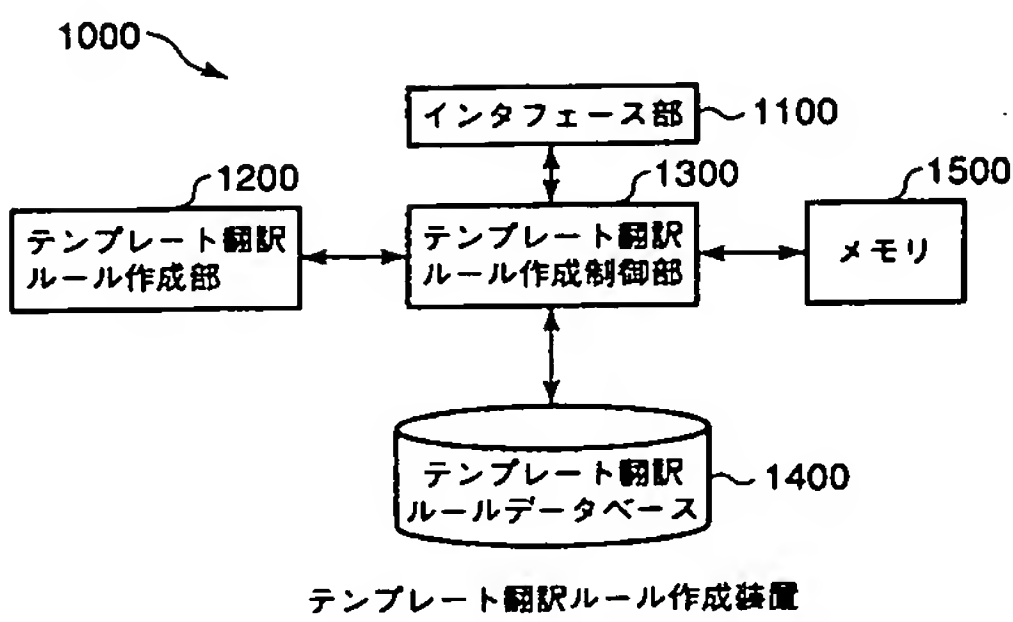 1000
インタフェース部
1100
1200
1300
1500
テンプレート翻訳
ルール作成部
テンプレート翻訳
ルール作成制御部
メモリ
テンプレート翻訳
ルールデータベース
1400
テンプレート翻訳ルール作成装置